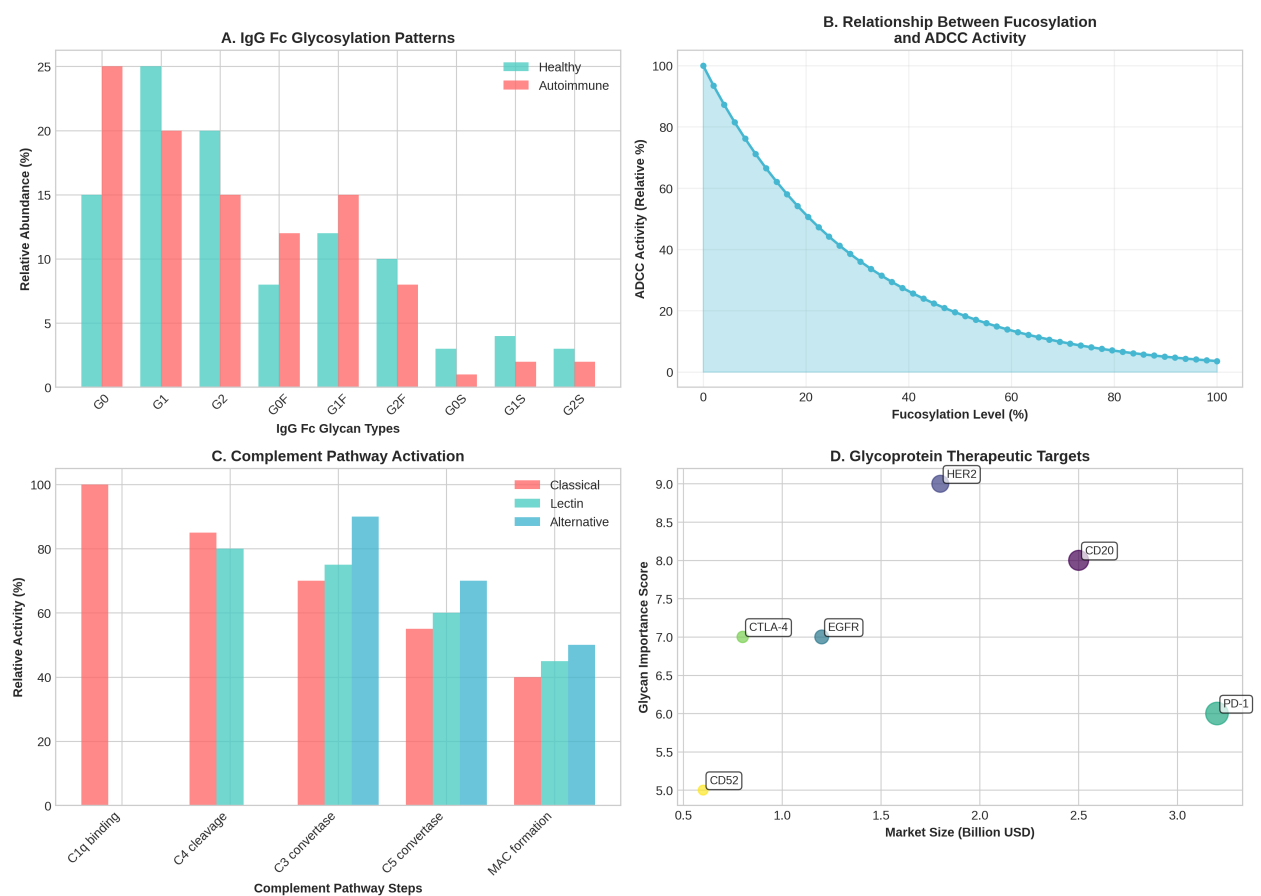 A. IgG Fc Glycosylation Patterns
Relative Abundance (%)
25
20
15
10
5
0
Healthy
Autoimmune
G0
G1
G2
G0F
G1F
G2F
G0S
G1S
G2S
IgG Fc Glycan Types
B. Relationship Between Fucosylation
and ADCC Activity
ADCC Activity (Relative %)
100
80
60
40
20
0
0
20
40
60
80
100
Fucosylation Level (%)
C. Complement Pathway Activation
Relative Activity (%)
100
80
60
40
20
0
Classical
Lectin
Alternative
C1q binding
C4 cleavage
C3 convertase
C5 convertase
MAC formation
Complement Pathway Steps
D. Glycoprotein Therapeutic Targets
Glycan Importance Score
9.0
8.5
8.0
7.5
7.0
6.5
6.0
5.5
5.0
HER2
CD20
CTLA-4
EGFR
PD-1
CD52
0.5
1.0
1.5
2.0
2.5
3.0
Market Size (Billion USD)